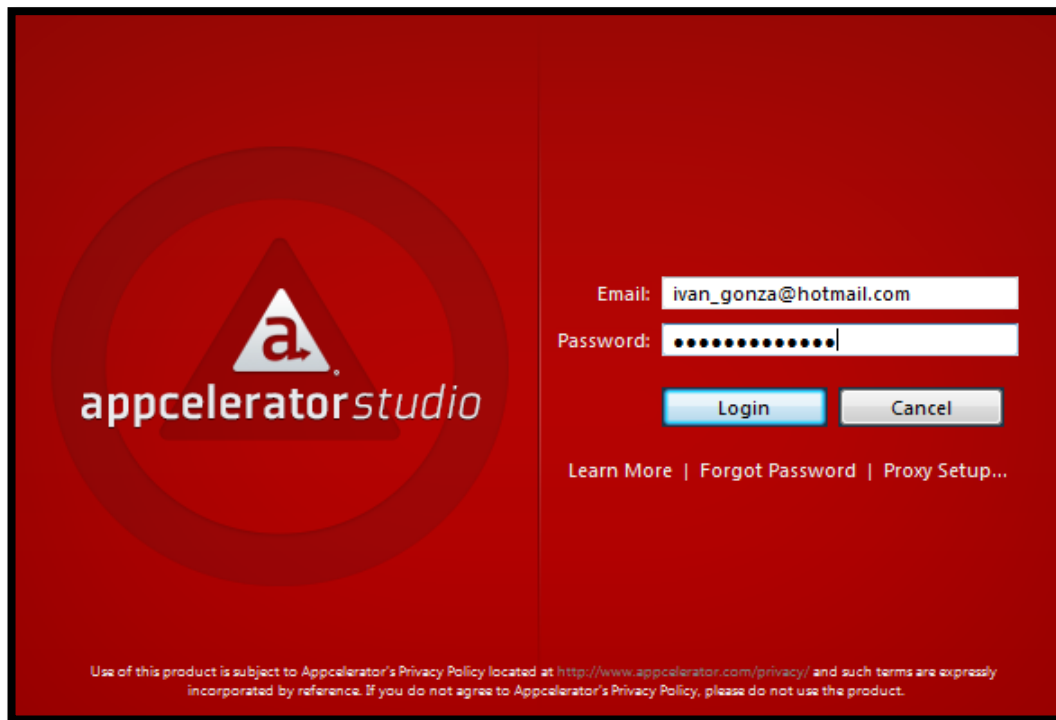 a
appceleratorstudio
Email: ivan_gonza@hotmail.com
Password: •••••••••••••
Login Cancel
Learn More | Forgot Password | Proxy Setup...
Use of this product is subject to Appcelerator's Privacy Policy located at http://www.appcelerator.com/privacy/ and such terms are expressly
incorporated by reference. If you do not agree to Appcelerator's Privacy Policy, please do not use the product.